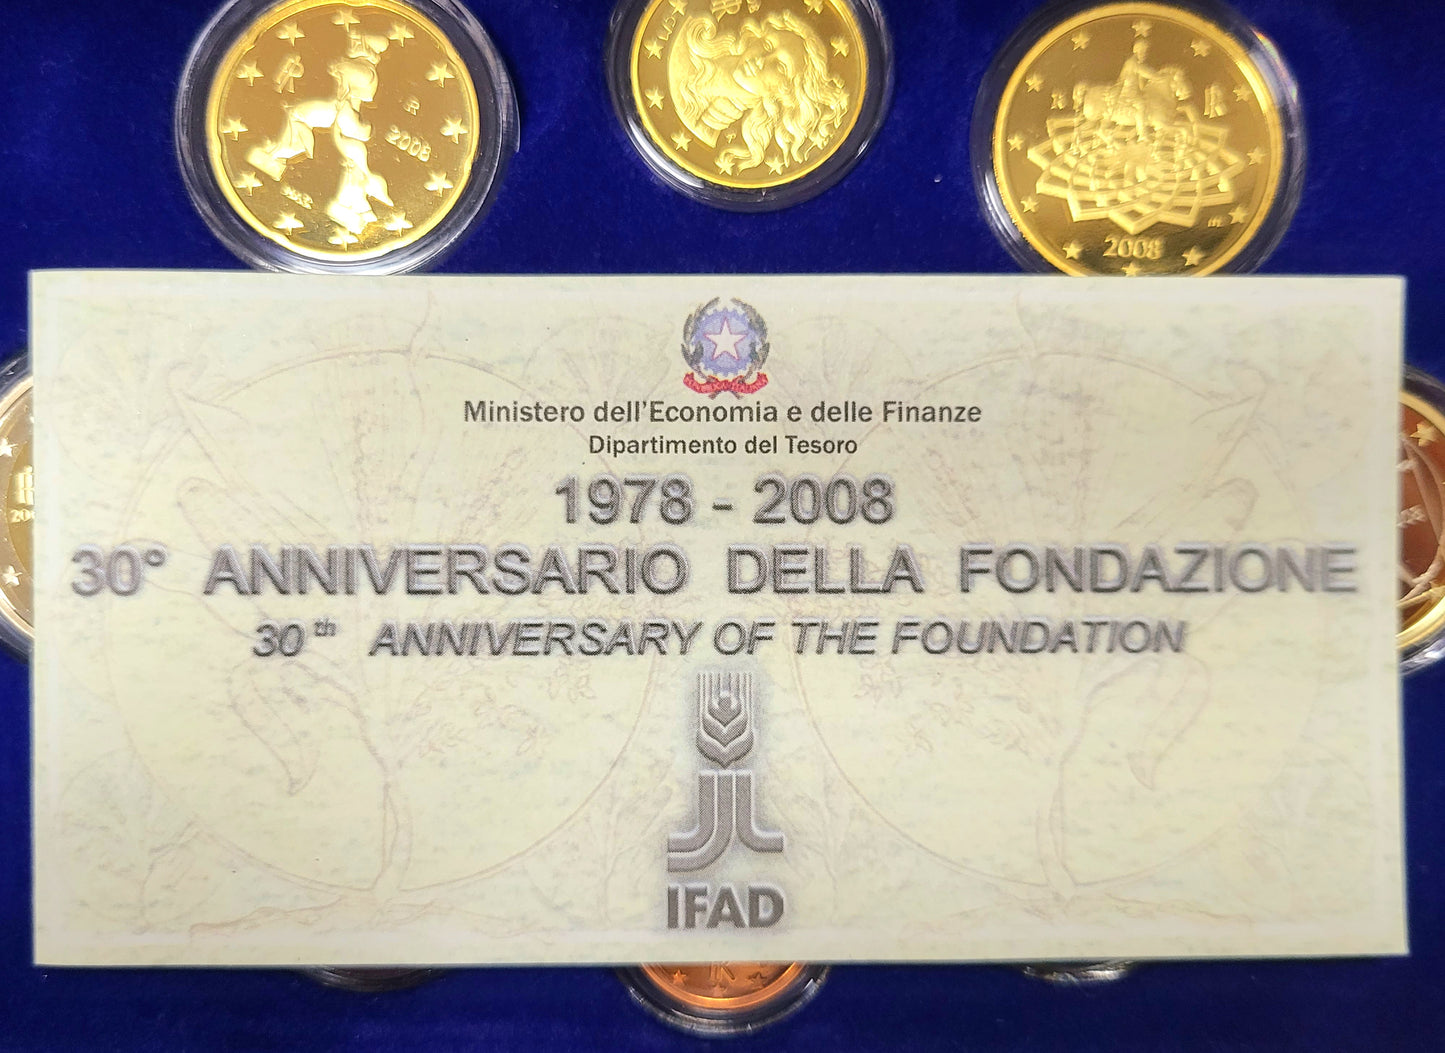 2008
2008
Ministero dell'Economia e delle Finanze
Dipartimento del Tesoro
1978 - 2008
30° ANNIVERSARIO DELLA FONDAZIONE
30th ANNIVERSARY OF THE FOUNDATION
IFAD